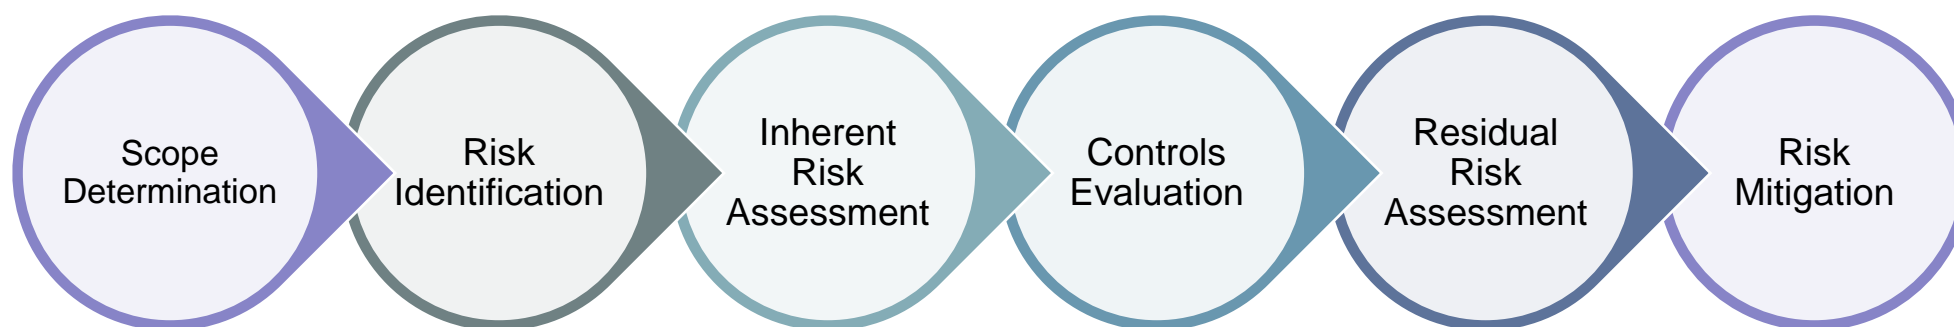 Scope
Determination
Risk
Identification
Inherent
Risk
Assessment
Controls
Evaluation
Residual
Risk
Assessment
Risk
Mitigation